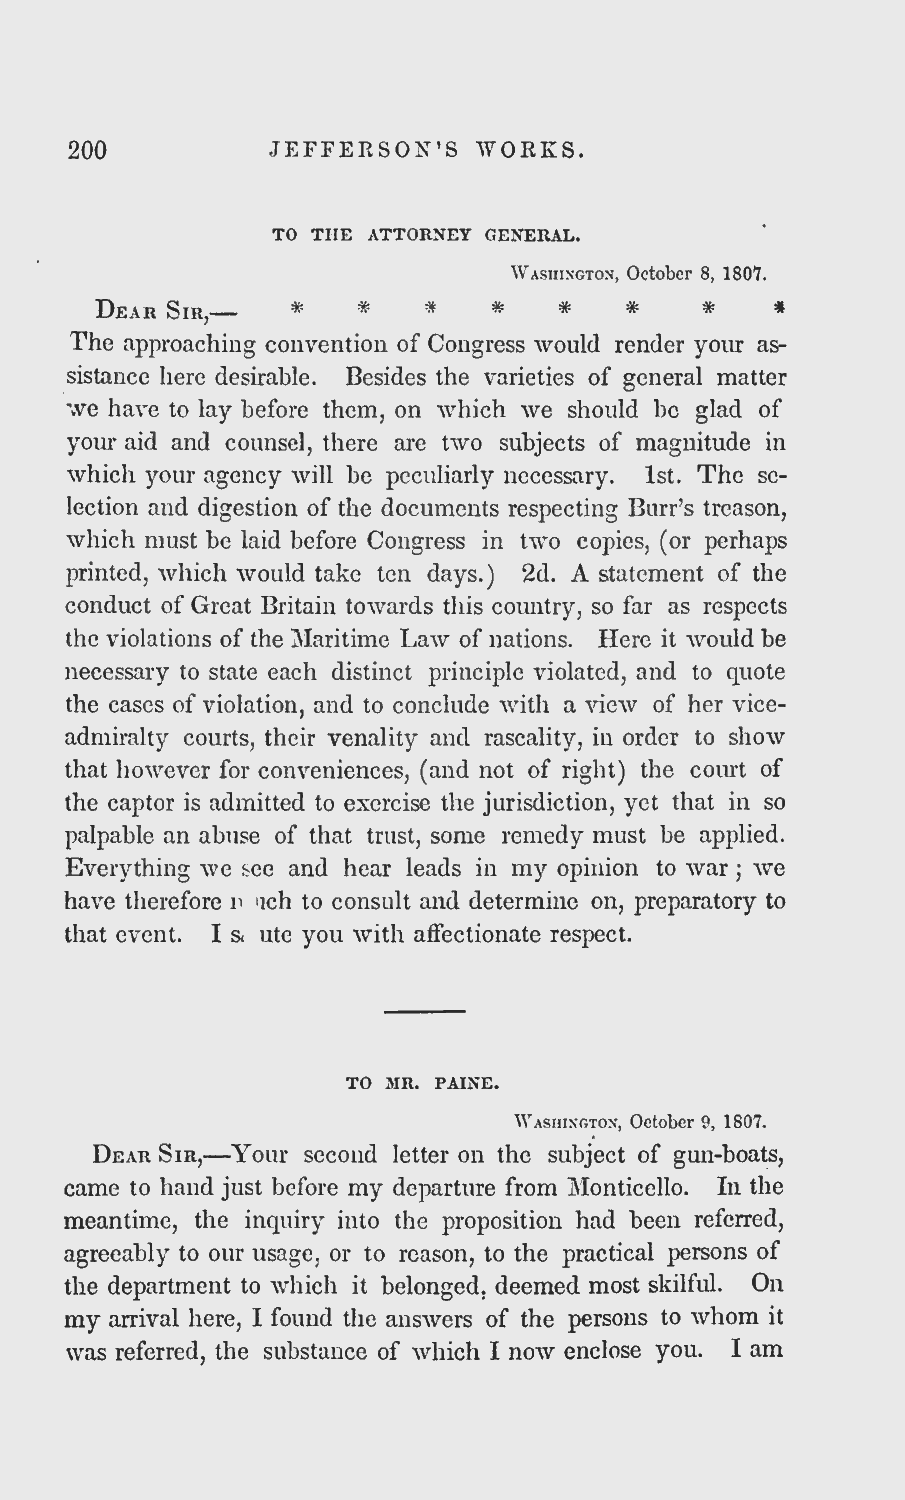 200 JEFFERSON'S WORKS.
TO THE ATTORNEY GENERAL.
WASHINGTON, October 8, 1807.
DEAR SIR,— * * * * * * * *
The approaching convention of Congress would render your as-
sistance here desirable. Besides the varieties of general matter
we have to lay before them, on which we should be glad of
your aid and counsel, there are two subjects of magnitude in
which your agency will be peculiarly necessary. 1st. The se-
lection and digestion of the documents respecting Burr's treason,
which must be laid before Congress in two copies, (or perhaps
printed, which would take ten days.) 2d. A statement of the
conduct of Great Britain towards this country, so far as respects
the violations of the Maritime Law of nations. Here it would be
necessary to state each distinct principle violated, and to quote
the cases of violation, and to conclude with a view of her vice-
admiralty courts, their venality and rascality, in order to show
that however for conveniences, (and not of right) the court of
the captor is admitted to exercise the jurisdiction, yet that in so
palpable an abuse of that trust, some remedy must be applied.
Everything we see and hear leads in my opinion to war; we
have therefore to consult and determine on, preparatory to
that event. I you with affectionate respect.
TO MR. PAINE.
WASHINGTON, October 9, 1807.
DEAR SIR,—Your second letter on the subject of gun-boats,
came to hand just before my departure from Monticello. In the
meantime, the inquiry into the proposition had been referred,
agreeably to our usage, or to reason, to the practical persons of
the department to which it belonged, deemed most skilful. On
my arrival here, I found the answers of the persons to whom it
was referred, the substance of which I now enclose you. I am